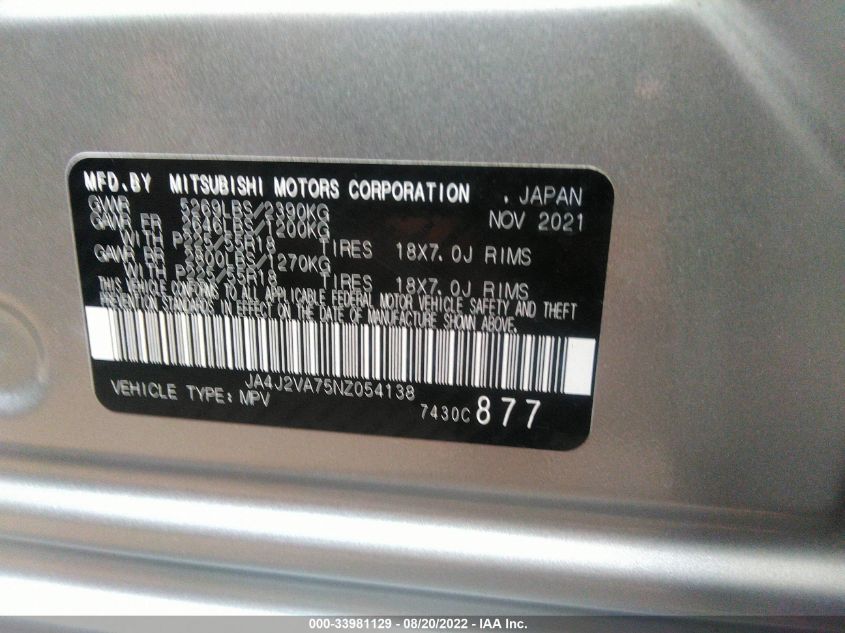 MFD.BY MITSUBISHI MOTORS CORPORATION , JAPAN
GVWR 5269LBS/2390KG NOV 2021
GAWR FR 2646LBS/1200KG
WITH P225/55R18 TIRES 18X7.0J RIMS
GAWR RR 2800LBS/1270KG
WITH P225/55R18 TIRES 18X7.0J RIMS
THIS VEHICLE CONFORMS TO ALL APPLICABLE FEDERAL MOTOR VEHICLE SAFETY AND THEFT
PREVENTION STANDARDS IN EFFECT ON THE DATE OF MANUFACTURE SHOWN ABOVE.
JA4J2VA75NZ054138
VEHICLE TYPE: MPV 7430C 877
000-33981129 - 08/20/2022 - Copyright © 2022 IAA, Inc.